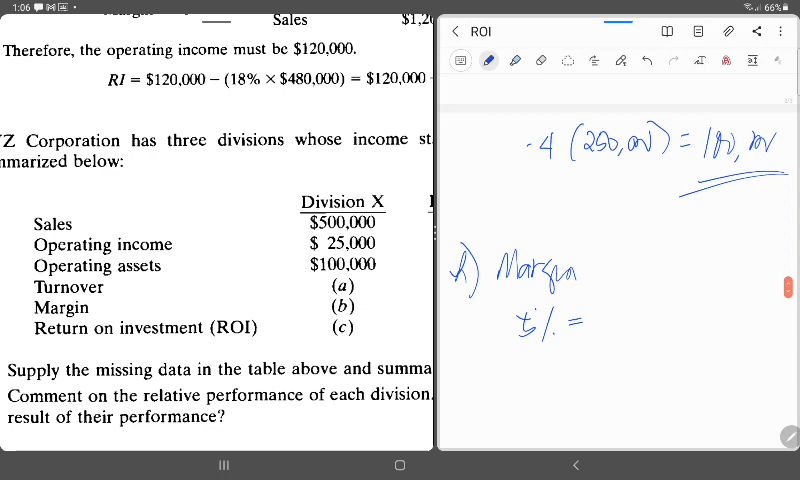 1:06
66%
Sales
$1,20
Therefore, the operating income must be $120,000.
RI = $120,000 − (18% × $480,000) = $120,000 -
YZ Corporation has three divisions whose income st
mmarized below:
Division X
Sales $500,000
Operating income $ 25,000
Operating assets $100,000
Turnover (a)
Margin (b)
Return on investment (ROI) (c)
Supply the missing data in the table above and summa
Comment on the relative performance of each division.
result of their performance?
ROI
.4 (250,000) = 100,000
h) Margin
5% =